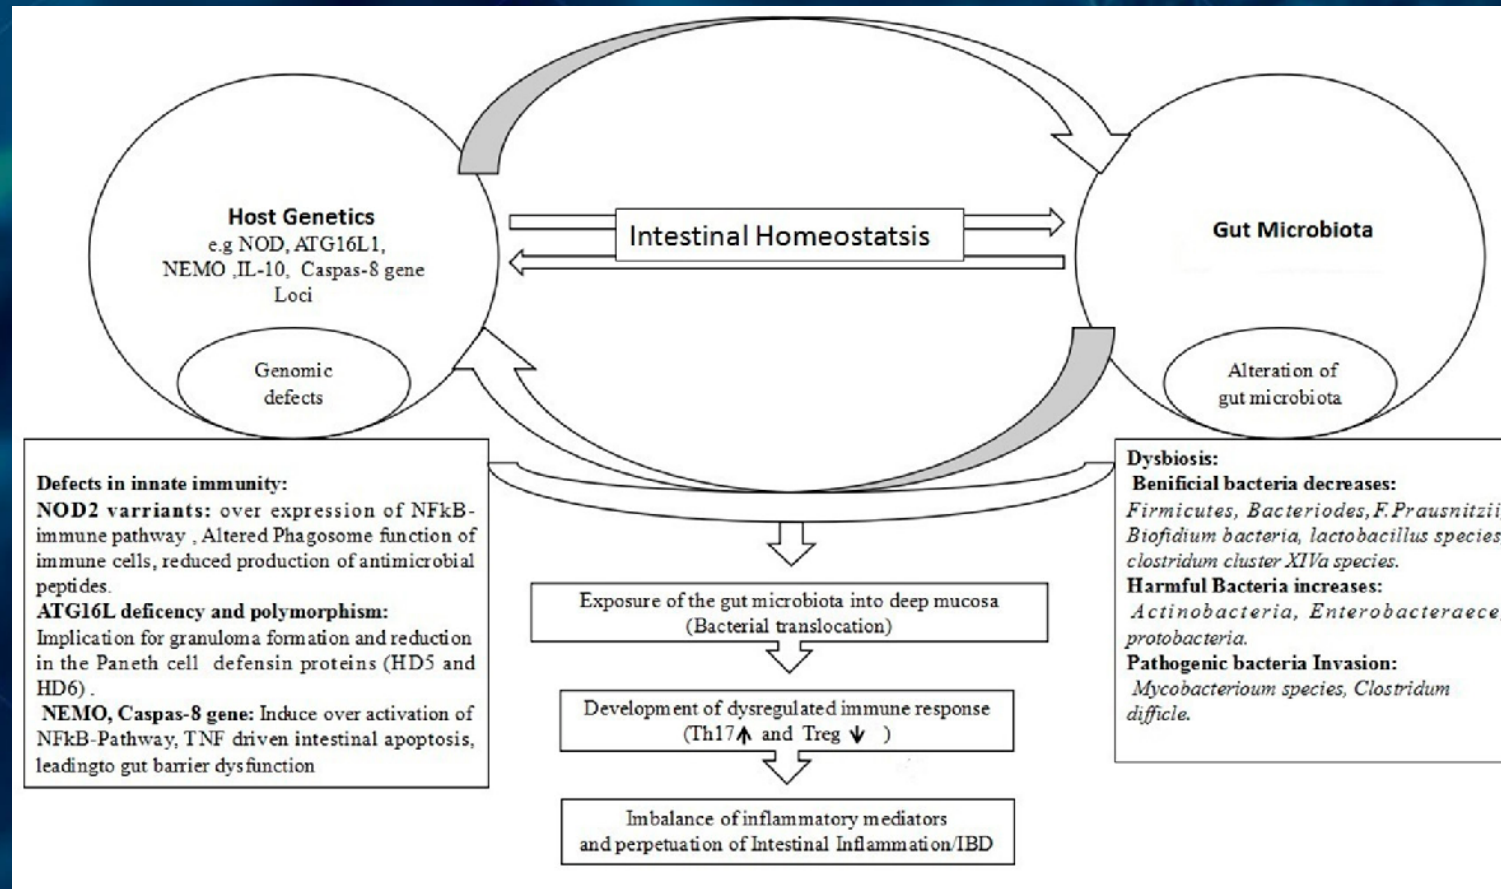 Host Genetics
e.g NOD, ATG16L1,
NEMO ,IL-10, Caspas-8 gene
Loci
Genomic
defects
Intestinal Homeostatsis
Gut Microbiota
Alteration of
gut microbiota
Defects in innate immunity:
NOD2 varriants: over expression of NFkB-
immune pathway , Altered Phagosome function of
immune cells, reduced production of antimicrobial
peptides.
ATG16L deficency and polymorphism:
Implication for granuloma formation and reduction
in the Paneth cell defensin proteins (HD5 and
HD6) .
NEMO, Caspas-8 gene: Induce over activation of
NFkB-Pathway, TNF driven intestinal apoptosis,
leadingto gut barrier dysfunction
Exposure of the gut microbiota into deep mucosa
(Bacterial translocation)
Development of dysregulated immune response
(Th17↑ and Treg ↓ )
Imbalance of inflammatory mediators
and perpetuation of Intestinal Inflammation/IBD
Dysbiosis:
Benificial bacteria decreases:
Firmicutes, Bacteriodes, F. Prausnitzii,
Biofidium bacteria, lactobacillus species,
clostridum cluster XIVa species.
Harmful Bacteria increases:
Actinobacteria, Enterobacteraece,
protobacteria.
Pathogenic bacteria Invasion:
Mycobacterioum species, Clostridum
difficle.